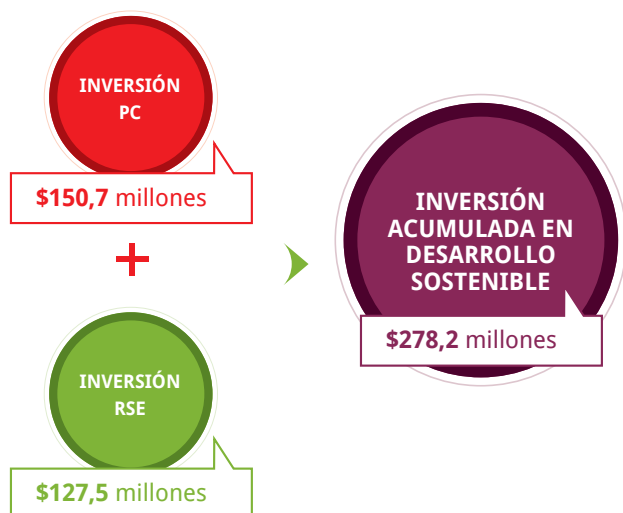 INVERSIÓN
PC
$150,7 millones
+
INVERSIÓN
RSE
$127,5 millones
INVERSIÓN
ACUMULADA EN
DESARROLLO
SOSTENIBLE
$278,2 millones